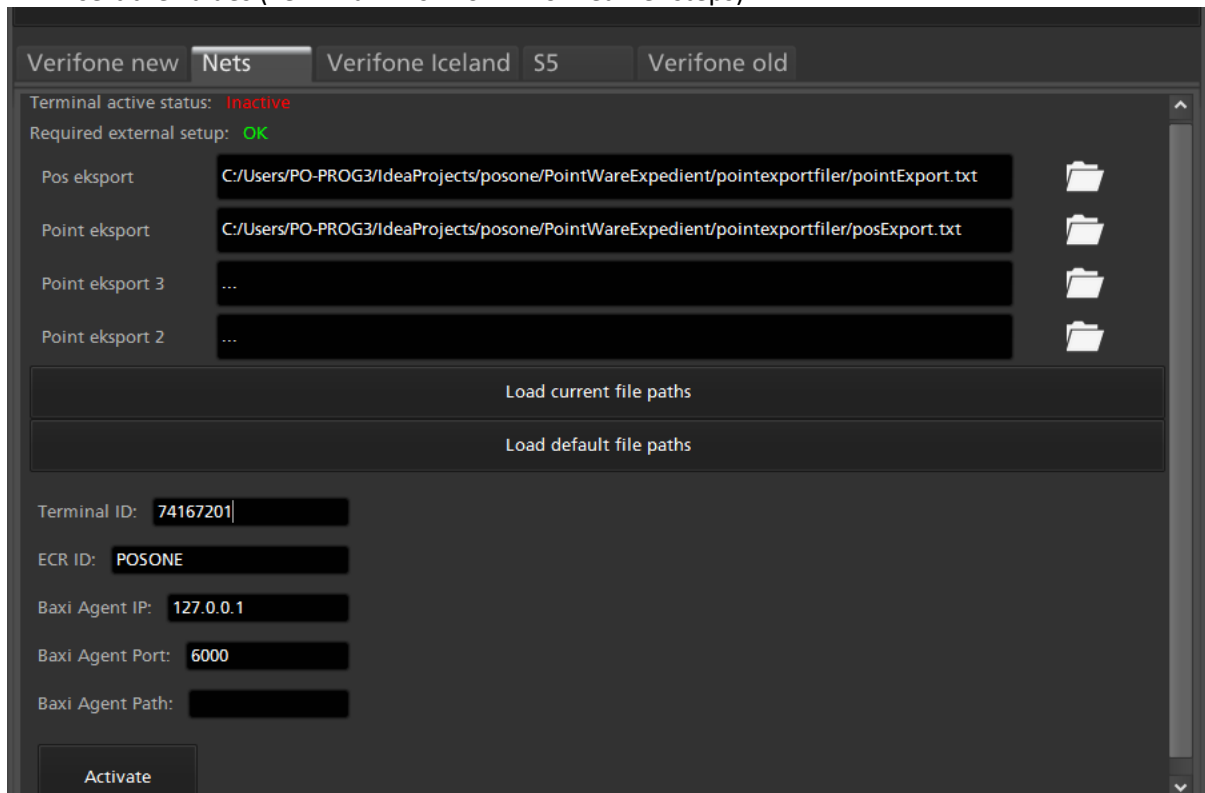 Verifone new Nets Verifone Iceland S5 Verifone old
Terminal active status: Inactive
Required external setup: OK
Pos eksport C:/Users/PO-PROG3/IdeaProjects/posone/PointWareExpedient/pointexportfiler/pointExport.txt
Point eksport C:/Users/PO-PROG3/IdeaProjects/posone/PointWareExpedient/pointexportfiler/posExport.txt
Point eksport 3 ...
Point eksport 2 ...
Load current file paths
Load default file paths
Terminal ID: 74167201
ECR ID: POSONE
Baxi Agent IP: 127.0.0.1
Baxi Agent Port: 6000
Baxi Agent Path:
Activate